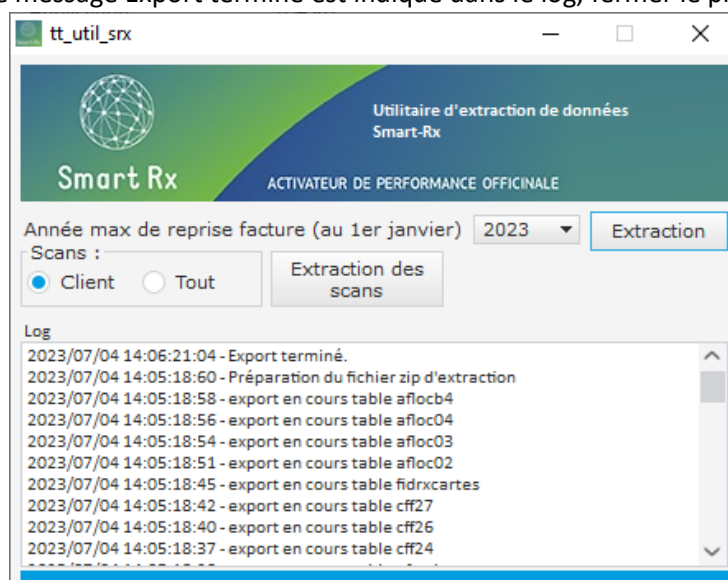 message Export terminé est indiqué dans le log, fermer le p
tt_util_srx
Utilitaire d'extraction de données
Smart-Rx
Smart Rx
ACTIVATEUR DE PERFORMANCE OFFICINALE
Année max de reprise facture (au 1er janvier) 2023 Extraction
Scans :
Client Tout
Extraction des
scans
Log
2023/07/04 14:06:21:04 - Export terminé.
2023/07/04 14:05:18:60 - Préparation du fichier zip d'extraction
2023/07/04 14:05:18:58 - export en cours table aflocb4
2023/07/04 14:05:18:56 - export en cours table afloc04
2023/07/04 14:05:18:54 - export en cours table afloc03
2023/07/04 14:05:18:51 - export en cours table afloc02
2023/07/04 14:05:18:45 - export en cours table fidrxcartes
2023/07/04 14:05:18:42 - export en cours table cff27
2023/07/04 14:05:18:40 - export en cours table cff26
2023/07/04 14:05:18:37 - export en cours table cff24